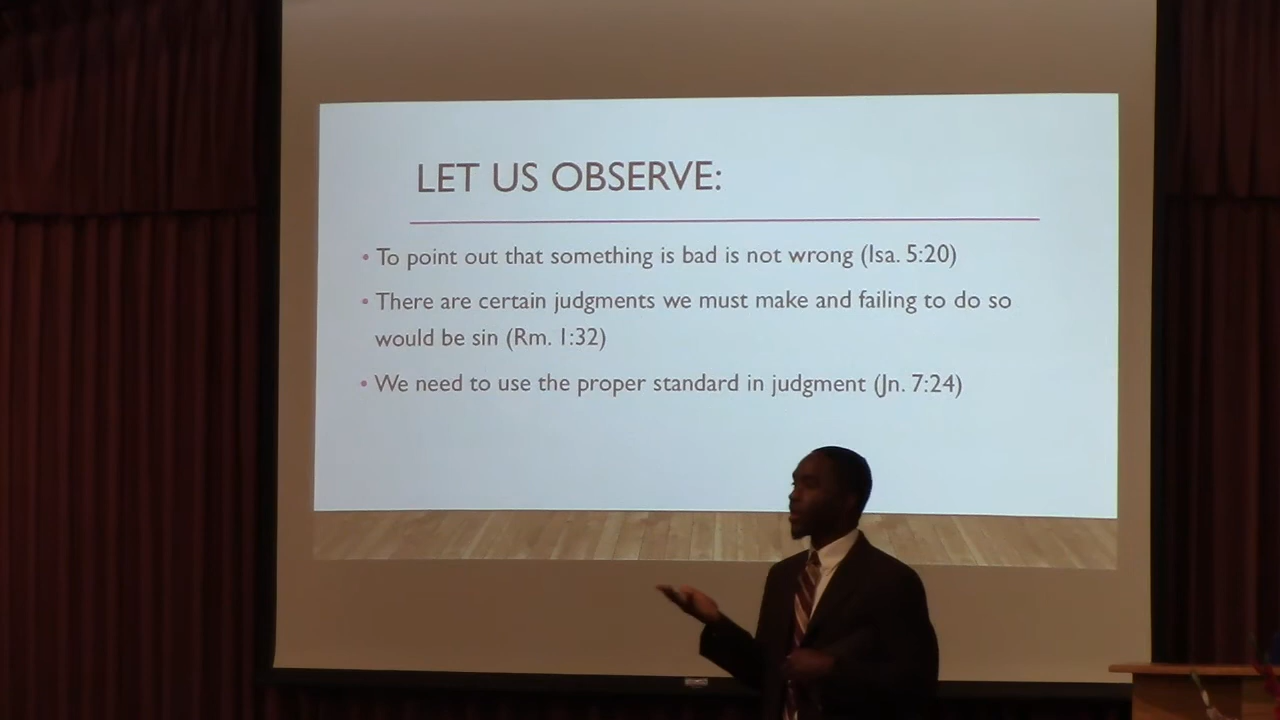 LET US OBSERVE:
• To point out that something is bad is not wrong (Isa. 5:20)
• There are certain judgments we must make and failing to do so
would be sin (Rm. 1:32)
• We need to use the proper standard in judgment (Jn. 7:24)